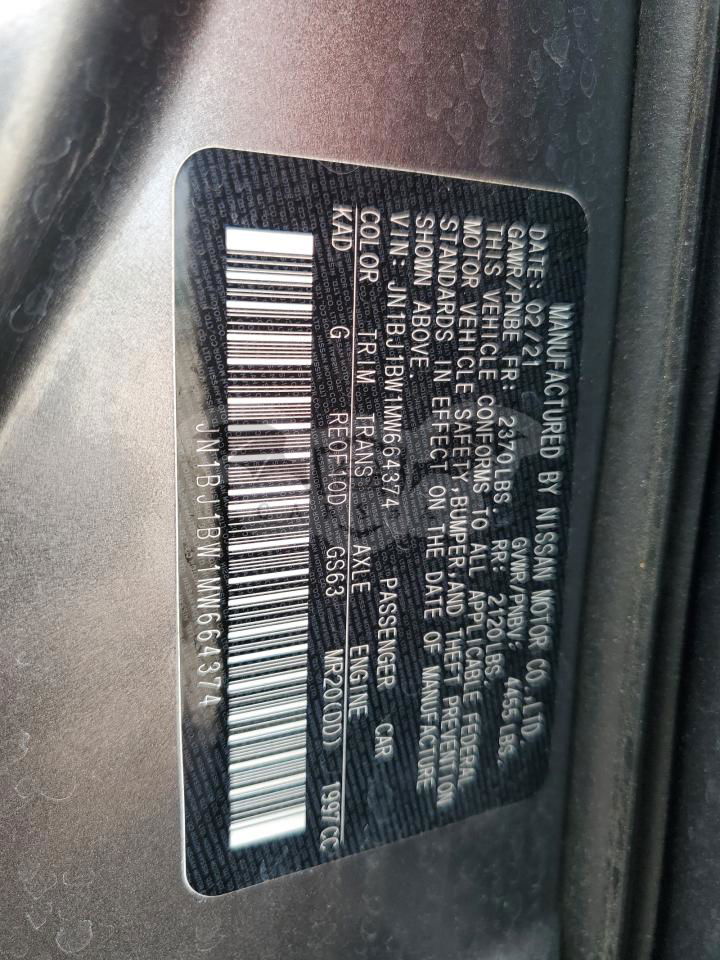 MANUFACTURED BY NISSAN MOTOR CO.,LTD.
DATE: 02/21 GVWR/PNBV: 4455 LBS.
GAWR/PNBE FR: 2370LBS. RR: 2120LBS
THIS VEHICLE CONFORMS TO ALL APPLICABLE FEDERAL
MOTOR VEHICLE SAFETY,BUMPER,AND THEFT PREVENTION
STANDARDS IN EFFECT ON THE DATE OF MANUFACTURE
SHOWN ABOVE
VIN: JN1BJ1BW1MW664374 PASSENGER CAR
COLOR TRIM TRANS AXLE ENGINE
KAD G RE0F10D GS63 MR20(DD) 1997CC
JN1BJ1BW1MW664374